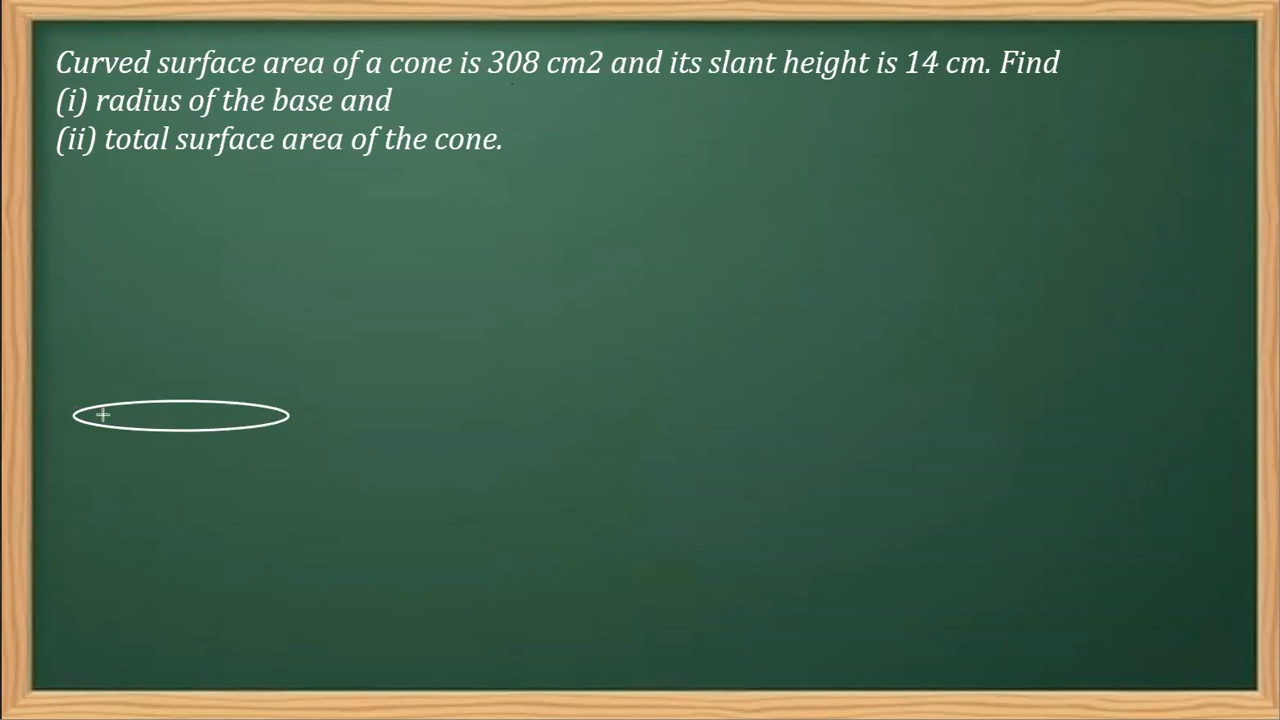 Curved surface area of a cone is 308 cm2 and its slant height is 14 cm. Find
(i) radius of the base and
(ii) total surface area of the cone.